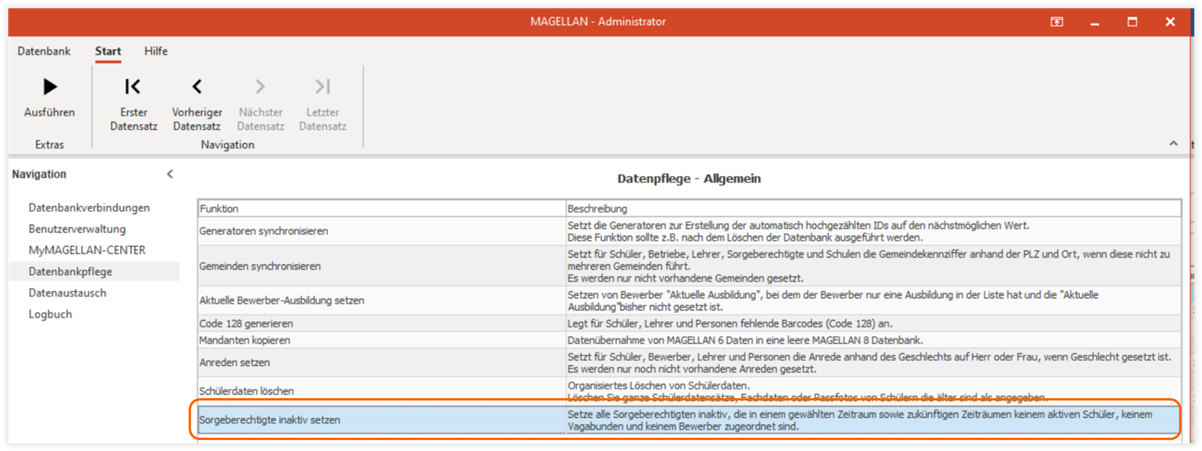 MAGELLAN - Administrator
Datenbank Start Hilfe
Ausführen
Erster Datensatz
Vorheriger Datensatz
Nächster Datensatz
Letzter Datensatz
Extras
Navigation
Navigation
Datenbankverbindungen
Benutzerverwaltung
MyMAGELLAN-CENTER
Datenbankpflege
Datenaustausch
Logbuch
Datenpflege - Allgemein
Funktion Beschreibung
Generatoren synchronisieren
Setzt die Generatoren zur Erstellung der automatisch hochgezählten IDs auf den nächstmöglichen Wert.
Diese Funktion sollte z.B. nach dem Löschen der Datenbank ausgeführt werden.
Gemeinden synchronisieren
Setzt für Schüler, Betriebe, Lehrer, Sorgeberechtigte und Schulen die Gemeindekennziffer anhand der PLZ und Ort, wenn diese nicht zu
mehreren Gemeinden führt.
Es werden nur nicht vorhandene Gemeinden gesetzt.
Aktuelle Bewerber-Ausbildung setzen
Setzen von Bewerber "Aktuelle Ausbildung", bei dem der Bewerber nur eine Ausbildung in der Liste hat und die "Aktuelle
Ausbildung"bisher nicht gesetzt ist.
Code 128 generieren
Legt für Schüler, Lehrer und Personen fehlende Barcodes (Code 128) an.
Mandanten kopieren
Datenübernahme von MAGELLAN 6 Daten in eine leere MAGELLAN 8 Datenbank.
Anreden setzen
Setzt für Schüler, Bewerber, Lehrer und Personen die Anrede anhand des Geschlechts auf Herr oder Frau, wenn Geschlecht gesetzt ist.
Es werden nur noch nicht vorhandene Anreden gesetzt.
Schülerdaten löschen
Organisiertes Löschen von Schülerdaten.
Löschen Sie ganze Schülerdatensätze, Fachdaten oder Passfotos von Schülern die älter sind als angegeben.
Sorgeberechtigte inaktiv setzen
Setze alle Sorgeberechtigten inaktiv, die in einem gewählten Zeitraum sowie zukünftigen Zeiträumen keinem aktiven Schüler, keinem
Vagabunden und keinem Bewerber zugeordnet sind.